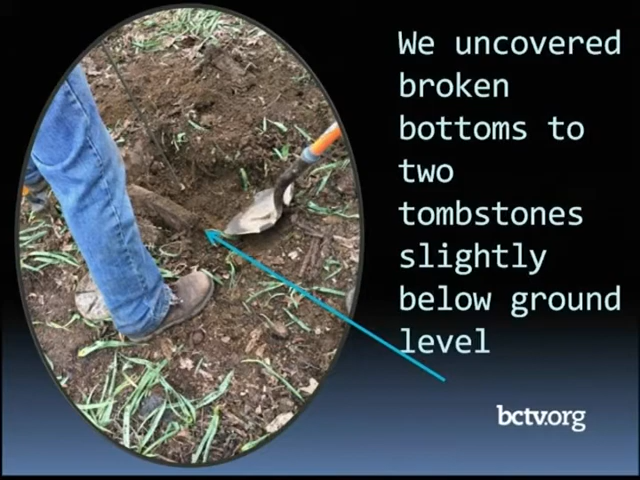 We uncovered
broken
bottoms to
two
tombstones
slightly
below ground
level
bctv.org